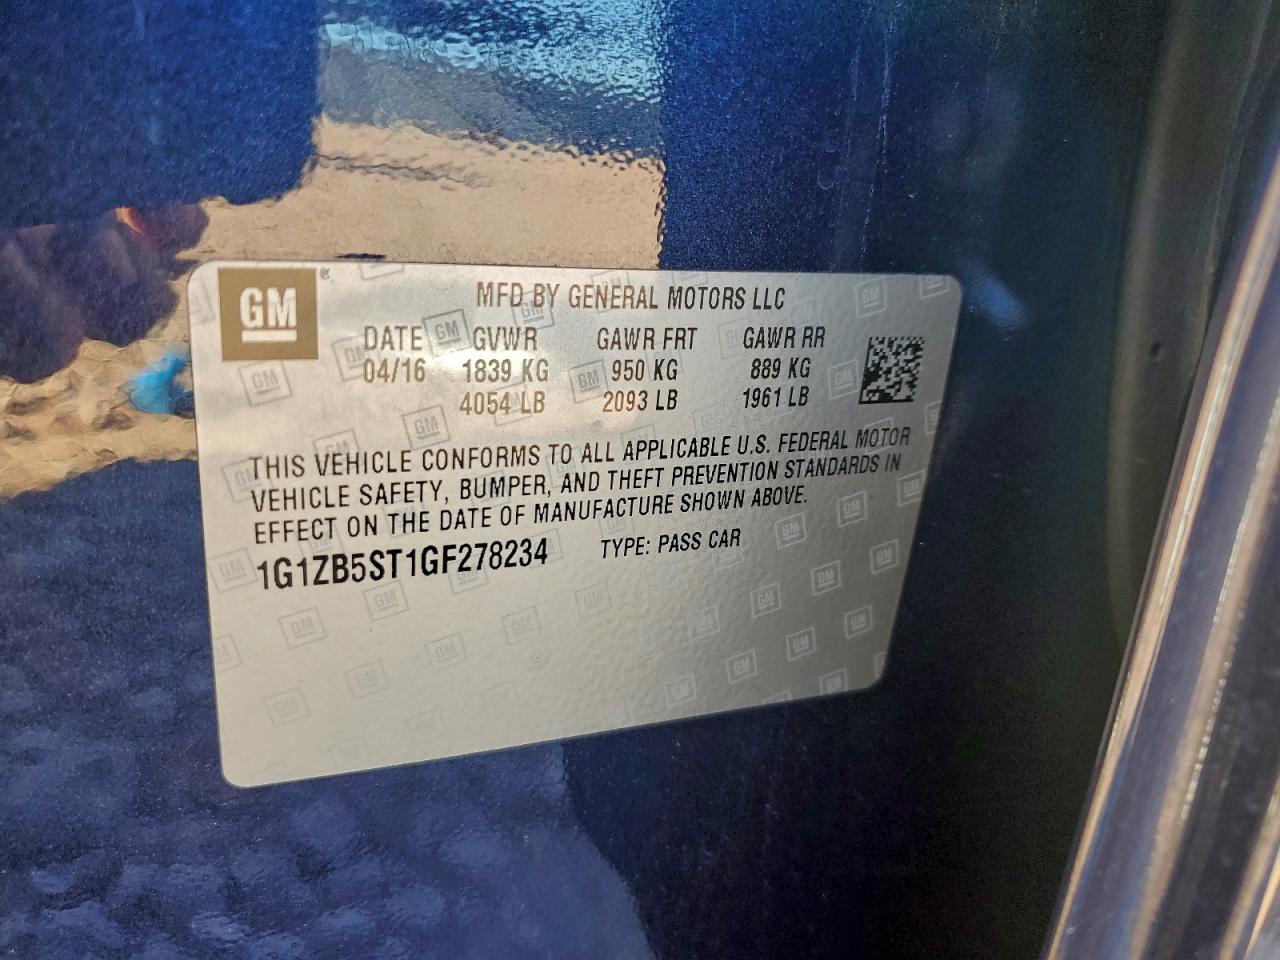 GM ® MFD BY GENERAL MOTORS LLC
DATE GVWR GAWR FRT GAWR RR
04/16 1839 KG 950 KG 889 KG
4054 LB 2093 LB 1961 LB
THIS VEHICLE CONFORMS TO ALL APPLICABLE U.S. FEDERAL MOTOR
VEHICLE SAFETY, BUMPER, AND THEFT PREVENTION STANDARDS IN
EFFECT ON THE DATE OF MANUFACTURE SHOWN ABOVE.
1G1ZB5ST1GF278234 TYPE: PASS CAR